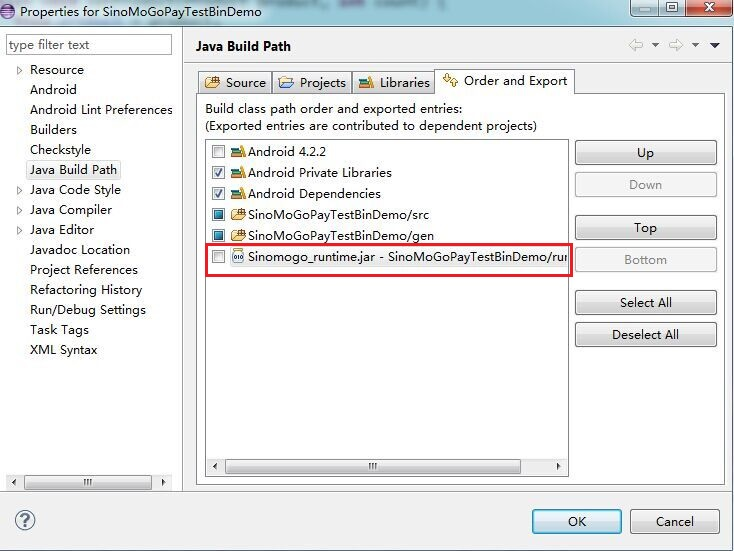 Properties for SinoMoGoPayTestBinDemo
type filter text
Resource
Android
Android Lint Preferences
Builders
Checkstyle
Java Build Path
Java Code Style
Java Compiler
Java Editor
Javadoc Location
Project References
Refactoring History
Run/Debug Settings
Task Tags
XML Syntax
Java Build Path
Source
Projects
Libraries
Order and Export
Build class path order and exported entries:
(Exported entries are contributed to dependent projects)
Android 4.2.2
Android Private Libraries
Android Dependencies
SinoMoGoPayTestBinDemo/src
SinoMoGoPayTestBinDemo/gen
Sinomogo_runtime.jar - SinoMoGoPayTestBinDemo/rur
Up
Down
Top
Bottom
Select All
Deselect All
OK
Cancel